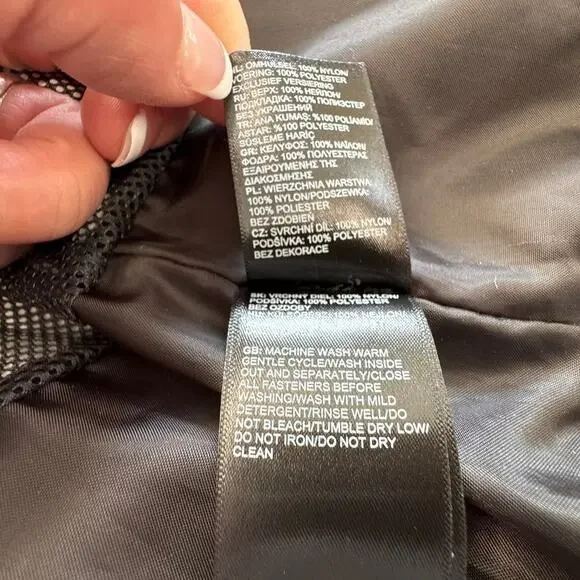 NL: OMHULSEL: 100% NYLON/
VOERING: 100% POLYESTER
EXCLUSIEF VERSIERING
RU: ВЕРХ: 100% НЕЙЛОН/
ПОДКЛАДКА: 100% ПОЛИЭСТЕР
БЕЗ УКРАШЕНИЙ
TR: ANA KUMAŞ: %100 POLİAMİD/
ASTAR: %100 POLYESTER
SÜSLEME HARİÇ
GR: ΚΕΛΥΦΟΣ: 100% ΝΑΪΛΟΝ/
ΦΟΔΡΑ: 100% ΠΟΛΥΕΣΤΕΡΑΣ
ΕΞΑΙΡΟΥΜΕΝΗΣ ΤΗΣ
ΔΙΑΚΟΣΜΗΣΗΣ
PL: WIERZCHNIA WARSTWA:
100% NYLON/PODSZEWKA:
100% POLIESTER
BEZ ZDOBIEŃ
CZ: SVRCHNÍ DÍL: 100% NYLON/
PODŠÍVKA: 100% POLYESTER
BEZ DEKORACE
SK: VRCHNÝ DIEL: 100% NYLON/
PODŠÍVKA: 100% POLYESTER
BEZ OZDOBY
100% NEJLON/
GB: MACHINE WASH WARM
GENTLE CYCLE/WASH INSIDE
OUT AND SEPARATELY/CLOSE
ALL FASTENERS BEFORE
WASHING/WASH WITH MILD
DETERGENT/RINSE WELL/DO
NOT BLEACH/TUMBLE DRY LOW/
DO NOT IRON/DO NOT DRY
CLEAN